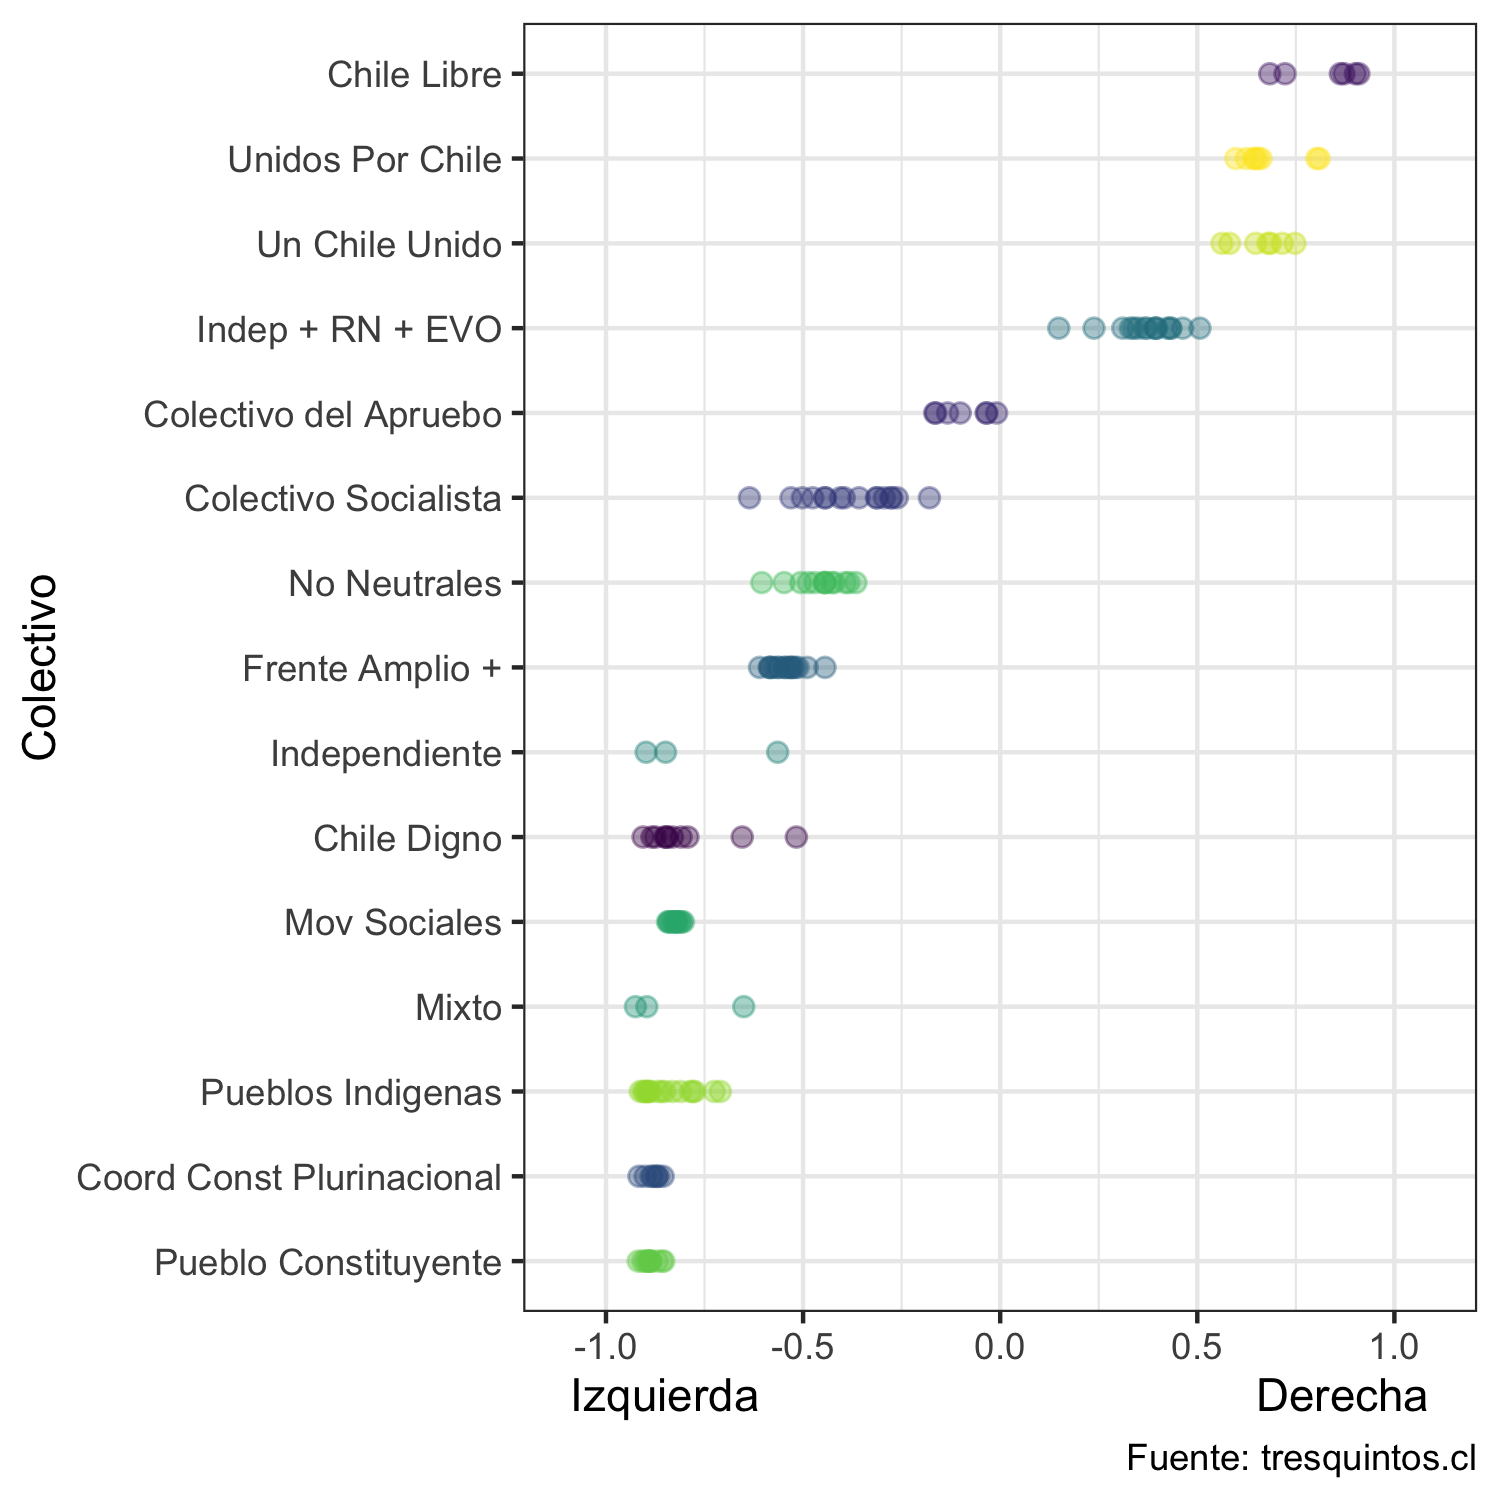 Colectivo
Chile Libre
Unidos Por Chile
Un Chile Unido
Indep + RN + EVO
Colectivo del Apruebo
Colectivo Socialista
No Neutrales
Frente Amplio +
Independiente
Chile Digno
Mov Sociales
Mixto
Pueblos Indigenas
Coord Const Plurinacional
Pueblo Constituyente
-1.0 -0.5 0.0 0.5 1.0
Izquierda Derecha
Fuente: tresquintos.cl